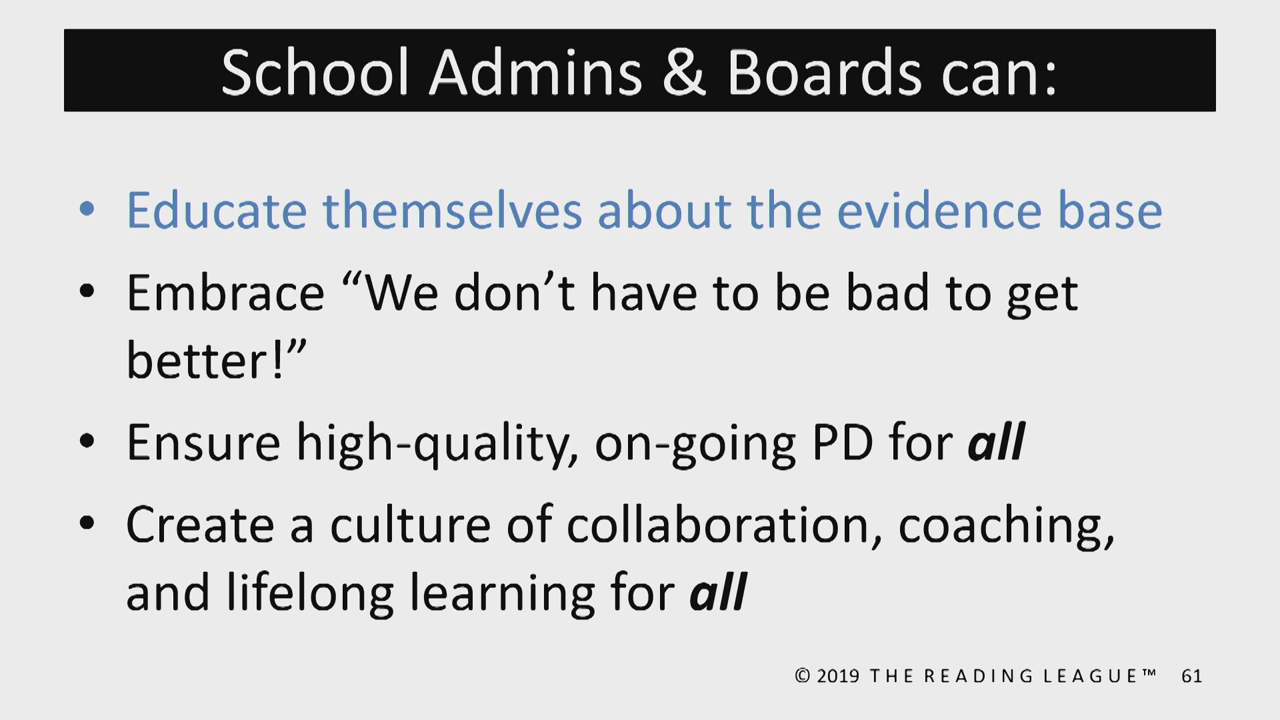 School Admins & Boards can:
• Educate themselves about the evidence base
• Embrace “We don’t have to be bad to get
better!”
• Ensure high-quality, on-going PD for all
• Create a culture of collaboration, coaching,
and lifelong learning for all
© 2019 THE READING LEAGUE™ 61